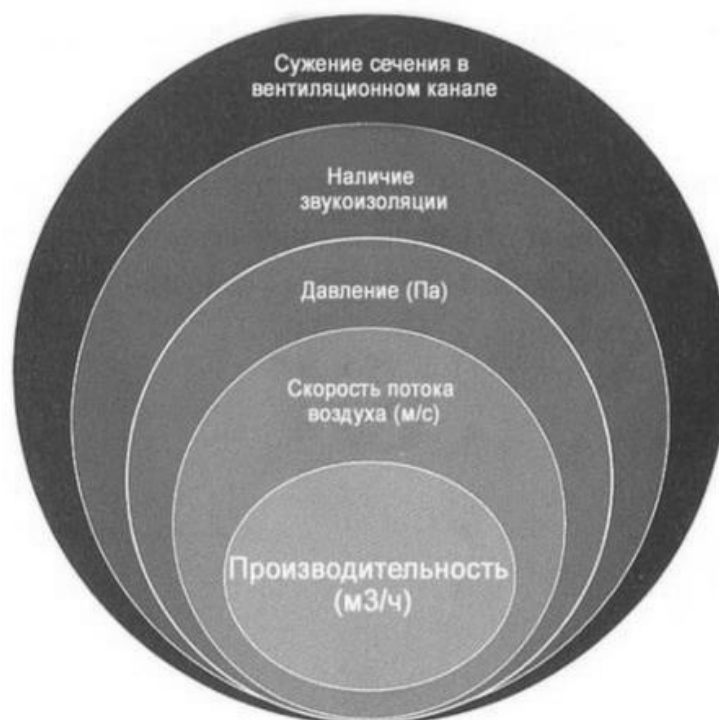 Сужение сечения в
вентиляционном канале
Наличие
звукоизоляции
Давление (Па)
Скорость потока
воздуха (м/с)
Производительность
(м3/ч)